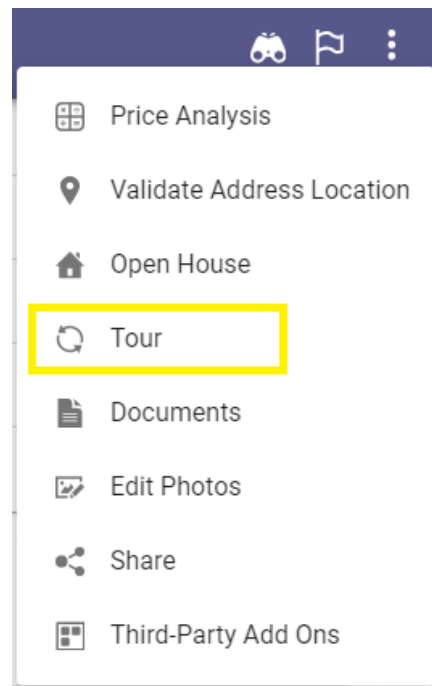 Price Analysis
Validate Address Location
Open House
Tour
Documents
Edit Photos
Share
Third-Party Add Ons